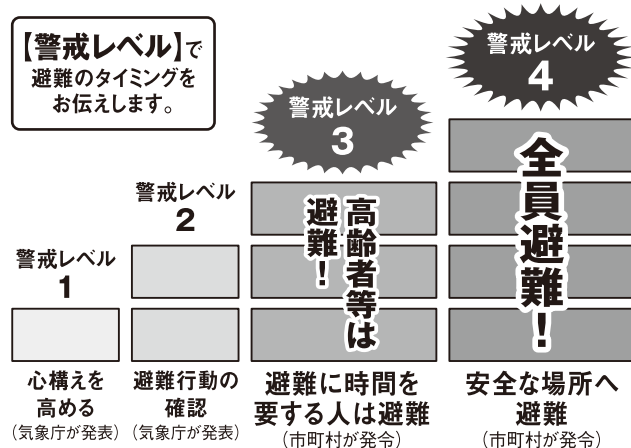 【警戒レベル】で
避難のタイミングを
お伝えします。
警戒レベル
1
心構えを
高める
(気象庁が発表)
警戒レベル
2
避難行動の
確認
(気象庁が発表)
警戒レベル
3
高齢者等は
避難！
避難に時間を
要する人は避難
(市町村が発令)
警戒レベル
4
全員避難！
安全な場所へ
避難
(市町村が発令)